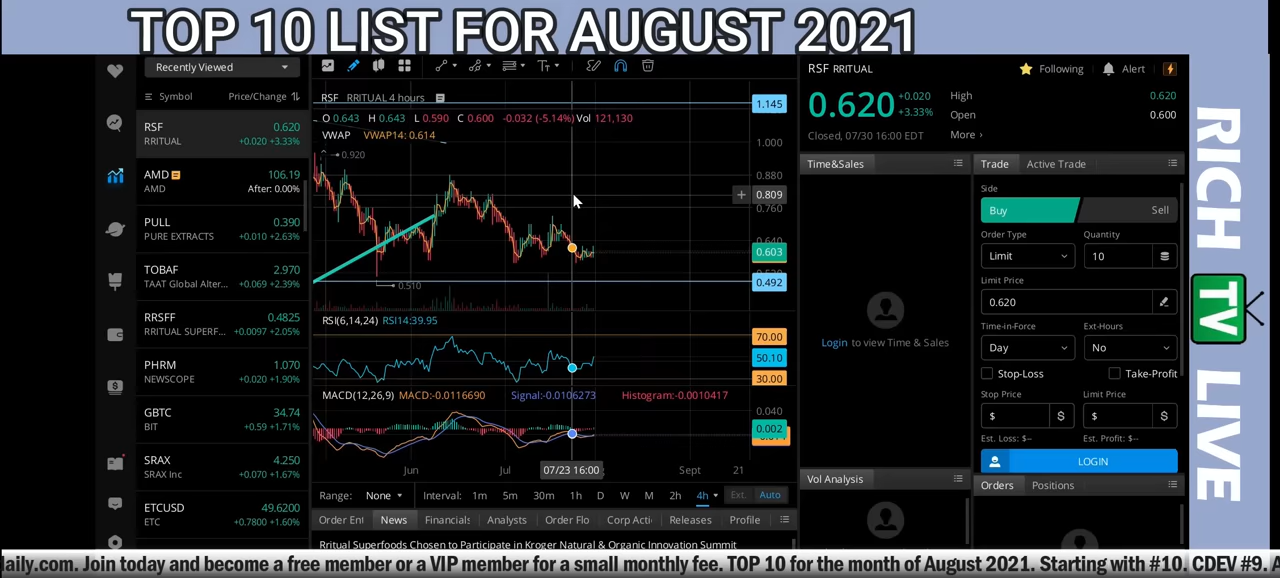 TOP 10 LIST FOR AUGUST 2021
Recently Viewed
Symbol Price/Change
RSF 0.620
RRITUAL +0.020 +3.33%
AMD 106.19
AMD After: 0.00%
PULL 0.390
PURE EXTRACTS +0.010 +2.63%
TOBAF 2.970
TAAT Global Alter... +0.069 +2.39%
RRSFF 0.4825
RRITUAL SUPERF... +0.0097 +2.05%
PHRM 1.070
NEWSCOPE +0.020 +1.90%
GBTC 34.74
BIT +0.59 +1.71%
SRAX 4.250
SRAX Inc +0.070 +1.67%
ETCUSD 49.6200
ETC +0.7800 +1.60%
RSF RRITUAL 4 hours
O 0.643 H 0.643 L 0.590 C 0.600 -0.032 (-5.14%) Vol 121,130
VWAP VWAP14: 0.614
0.920
0.510
1.145
1.000
0.880
0.809
0.760
0.640
0.603
0.492
RSI(6,14,24) RSI14:39.95
70.00
50.10
30.00
MACD(12,26,9) MACD:-0.0116690 Signal:-0.0106273 Histogram:-0.0010417
0.040
0.002
Jun Jul 07/23 16:00 Sept 21
Range: None Interval: 1m 5m 30m 1h D W M 2h 4h Ext. Auto
Order Ent News Financials Analysts Order Flo Corp Acti Releases Profile
Rritual Superfoods Chosen to Participate in Kroger Natural & Organic Innovation Summit
RSF RRITUAL
Following Alert
0.620 +0.020
+3.33%
High 0.620
Open 0.600
More ›
Closed, 07/30 16:00 EDT
Time&Sales
Login to view Time & Sales
Vol Analysis
Trade Active Trade
Side
Buy Sell
Order Type Quantity
Limit 10
Limit Price
0.620
Time-in-Force Ext-Hours
Day No
Stop-Loss Take-Profit
Stop Price Limit Price
$ $ $ $
Est. Loss: $-- Est. Profit: $--
LOGIN
Orders Positions
RICH
TV
LIVE
daily.com. Join today and become a free member or a VIP member for a small monthly fee. TOP 10 for the month of August 2021. Starting with #10. CDEV #9. A